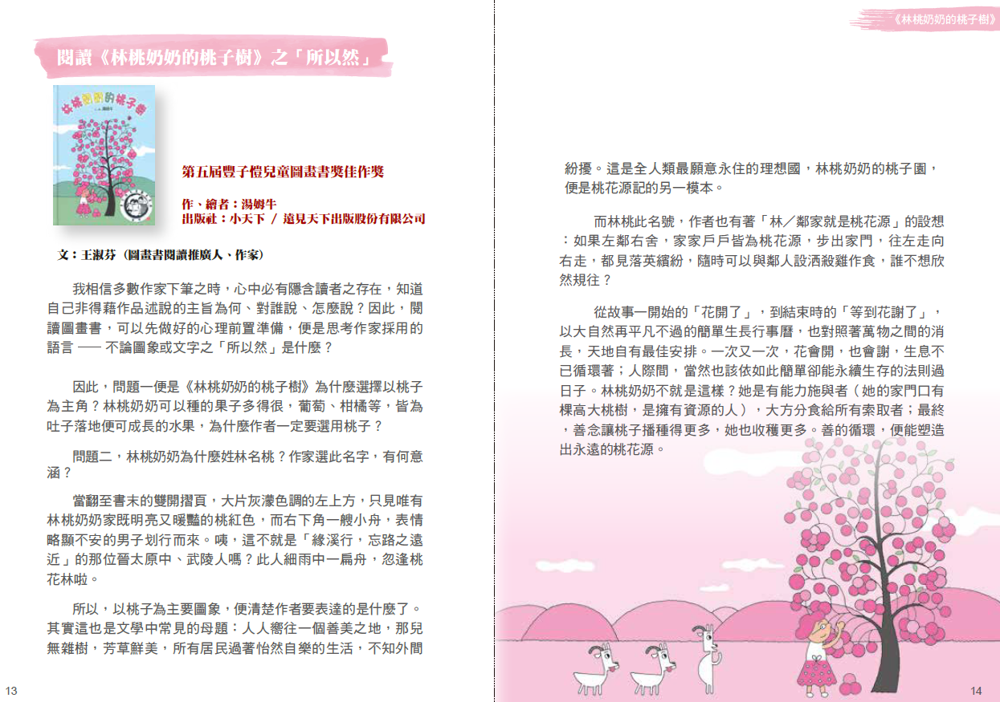 閱讀《林桃奶奶的桃子樹》之「所以然」
林桃奶奶的桃子樹
第五屆豐子愷兒童圖畫書獎佳作獎
作、繪者：湯姆牛
出版社：小天下 / 遠見天下出版股份有限公司
文：王淑芬（圖畫書閱讀推廣人、作家）
我相信多數作家下筆之時，心中必有隱含讀者之存在，知道
自己非得藉作品述說的主旨為何、對誰說、怎麼說？因此，閱
讀圖畫書，可以先做好的心理前置準備，便是思考作家採用的
語言 —— 不論圖象或文字之「所以然」是什麼？
因此，問題一便是《林桃奶奶的桃子樹》為什麼選擇以桃子
為主角？林桃奶奶可以種的果子多得很，葡萄、柑橘等，皆為
吐子落地便可成長的水果，為什麼作者一定要選用桃子？
問題二，林桃奶奶為什麼姓林名桃？作家選此名字，有何意
涵？
當翻至書末的雙開摺頁，大片灰濛色調的左上方，只見唯有
林桃奶奶家既明亮又暖豔的桃紅色，而右下角一艘小舟，表情
略顯不安的男子划行而來。咦，這不就是「緣溪行，忘路之遠
近」的那位晉太原中、武陵人嗎？此人細雨中一扁舟，忽逢桃
花林啦。
所以，以桃子為主要圖象，便清楚作者要表達的是什麼了。
其實這也是文學中常見的母題：人人嚮往一個善美之地，那兒
無雜樹，芳草鮮美，所有居民過著怡然自樂的生活，不知外間
13
《林桃奶奶的桃子樹》
紛擾。這是全人類最願意永住的理想國，林桃奶奶的桃子園，
便是桃花源記的另一模本。
而林桃此名號，作者也有著「林／鄰家就是桃花源」的設想
：如果左鄰右舍，家家戶戶皆為桃花源，步出家門，往左走向
右走，都見落英繽紛，隨時可以與鄰人設洒殺雞作食，誰不想欣
然規往？
從故事一開始的「花開了」，到結束時的「等到花謝了」，
以大自然再平凡不過的簡單生長行事曆，也對照著萬物之間的消
長，天地自有最佳安排。一次又一次，花會開，也會謝，生息不
已循環著；人際間，當然也該依如此簡單卻能永續生存的法則過
日子。林桃奶奶不就是這樣？她是有能力施與者（她的家門口有
棵高大桃樹，是擁有資源的人），大方分食給所有索取者；最終
，善念讓桃子播種得更多，她也收穫更多。善的循環，便能塑造
出永遠的桃花源。
14